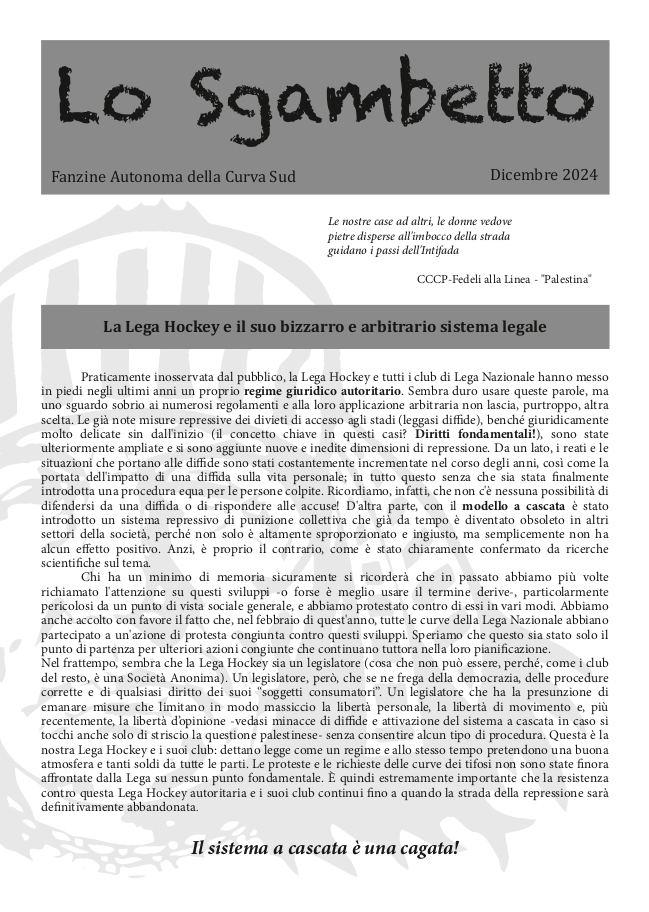 Lo Sgambetto
Fanzine Autonoma della Curva Sud
Dicembre 2024
Le nostre case ad altri, le donne vedove
pietre disperse all'imbocco della strada
guidano i passi dell'Intifada
CCCP-Fedeli alla Linea - "Palestina"
La Lega Hockey e il suo bizzarro e arbitrario sistema legale
Praticamente inosservata dal pubblico, la Lega Hockey e tutti i club di Lega Nazionale hanno messo
in piedi negli ultimi anni un proprio regime giuridico autoritario. Sembra duro usare queste parole, ma
uno sguardo sobrio ai numerosi regolamenti e alla loro applicazione arbitraria non lascia, purtroppo, altra
scelta. Le già note misure repressive dei divieti di accesso agli stadi (leggasi diffide), benché giuridicamente
molto delicate sin dall'inizio (il concetto chiave in questi casi? Diritti fondamentali!), sono state
ulteriormente ampliate e si sono aggiunte nuove e inedite dimensioni di repressione. Da un lato, i reati e le
situazioni che portano alle diffide sono stati costantemente incrementate nel corso degli anni, così come la
portata dell'impatto di una diffida sulla vita personale; in tutto questo senza che sia stata finalmente
introdotta una procedura equa per le persone colpite. Ricordiamo, infatti, che non c'è nessuna possibilità di
difendersi da una diffida o di rispondere alle accuse! D'altra parte, con il modello a cascata è stato
introdotto un sistema repressivo di punizione collettiva che già da tempo è diventato obsoleto in altri
settori della società, perché non solo è altamente sproporzionato e ingiusto, ma semplicemente non ha
alcun effetto positivo. Anzi, è proprio il contrario, come è stato chiaramente confermato da ricerche
scientifiche sul tema.
Chi ha un minimo di memoria sicuramente si ricorderà che in passato abbiamo più volte
richiamato l'attenzione su questi sviluppi -o forse è meglio usare il termine derive-, particolarmente
pericolosi da un punto di vista sociale generale, e abbiamo protestato contro di essi in vari modi. Abbiamo
anche accolto con favore il fatto che, nel febbraio di quest'anno, tutte le curve della Lega Nazionale abbiano
partecipato a un'azione di protesta congiunta contro questi sviluppi. Speriamo che questo sia stato solo il
punto di partenza per ulteriori azioni congiunte che continuano tuttora nella loro pianificazione.
Nel frattempo, sembra che la Lega Hockey sia un legislatore (cosa che non può essere, perché, come i club
del resto, è una Società Anonima). Un legislatore, però, che se ne frega della democrazia, delle procedure
corrette e di qualsiasi diritto dei suoi "soggetti consumatori". Un legislatore che ha la presunzione di
emanare misure che limitano in modo massiccio la libertà personale, la libertà di movimento e, più
recentemente, la libertà d'opinione -vedasi minacce di diffide e attivazione del sistema a cascata in caso si
tocchi anche solo di striscio la questione palestinese- senza consentire alcun tipo di procedura. Questa è la
nostra Lega Hockey e i suoi club: dettano legge come un regime e allo stesso tempo pretendono una buona
atmosfera e tanti soldi da tutte le parti. Le proteste e le richieste delle curve dei tifosi non sono state finora
affrontate dalla Lega su nessun punto fondamentale. È quindi estremamente importante che la resistenza
contro questa Lega Hockey autoritaria e i suoi club continui fino a quando la strada della repressione sarà
definitivamente abbandonata.
Il sistema a cascata è una cagata!